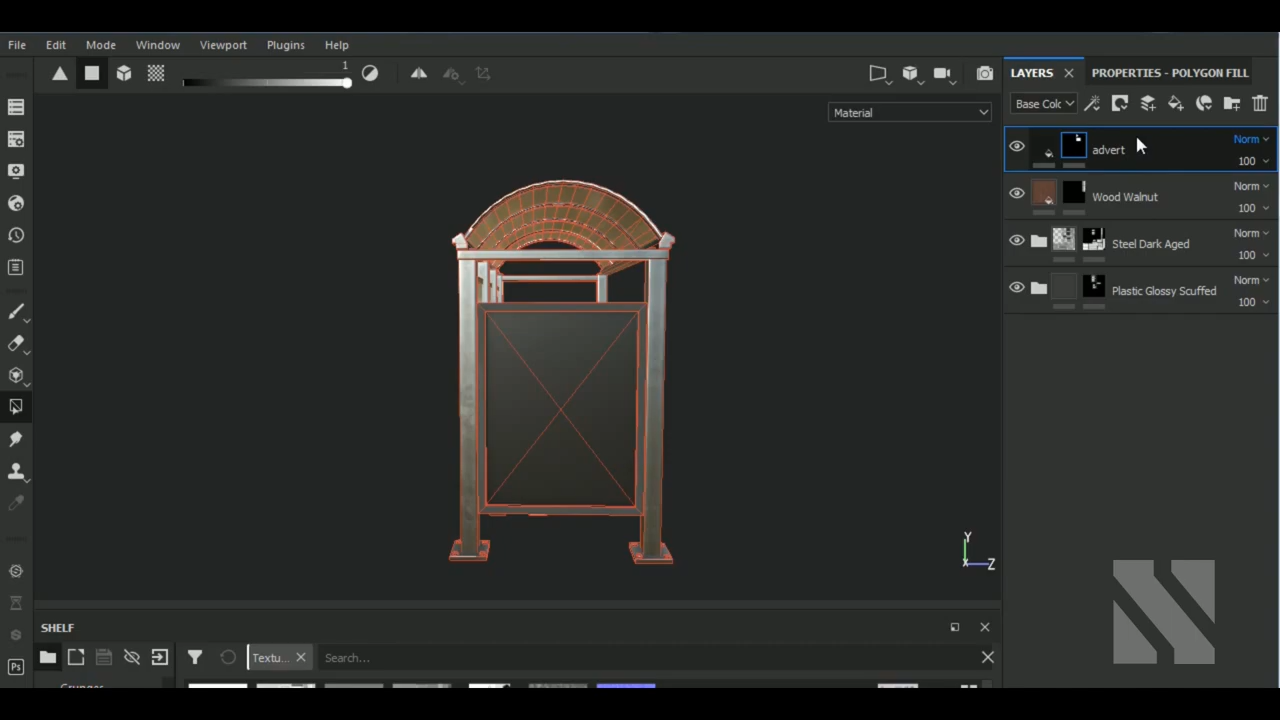 File Edit Mode Window Viewport Plugins Help
1
LAYERS
PROPERTIES - POLYGON FILL
Material
Base Colo
advert
Norm
100
Wood Walnut
Norm
100
Steel Dark Aged
Norm
100
Plastic Glossy Scuffed
Norm
100
Y
X
Z
SHELF
Textu...
Search...
Ps